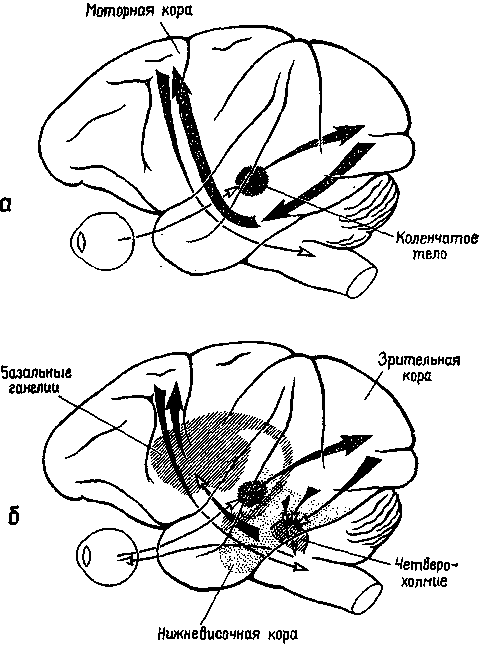 Моторная кора
а
Коленчатое
тело
Базальные
ганглии
Зрительная
кора
б
Четверо-
холмие
Нижневисочная кора